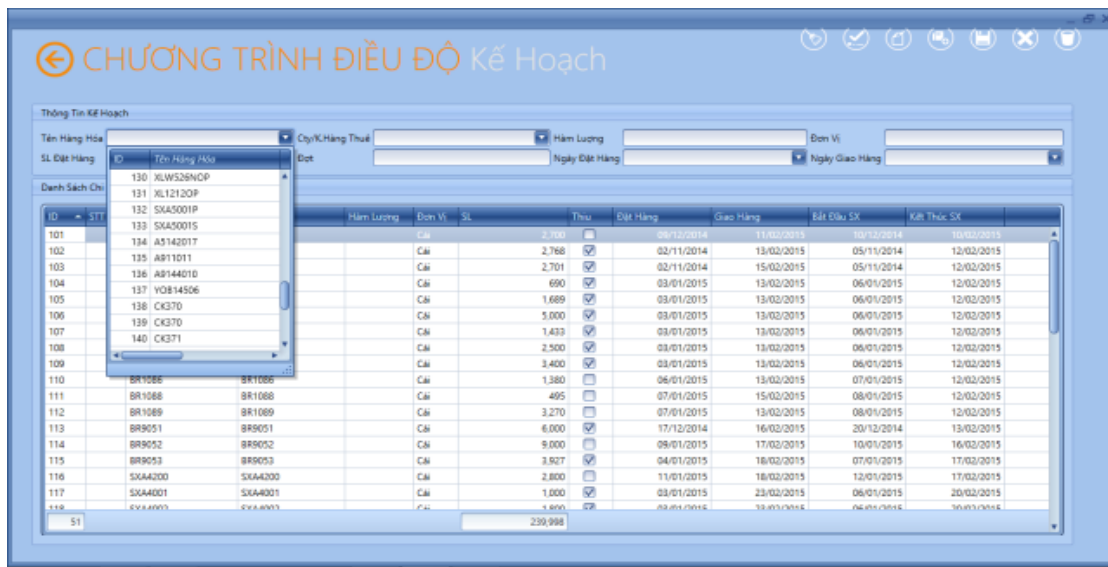 CHƯƠNG TRÌNH ĐIỀU ĐỘ Kế Hoạch
Thông Tin Kế Hoạch
Tên Hàng Hóa Cty/K.Hàng Thuê Hàm Lượng Đơn Vị
SL Đặt Hàng Đợt Ngày Đặt Hàng Ngày Giao Hàng
ID Tên Hàng Hóa
130 XLW526NOP
131 XL1212OP
132 SXA5001P
133 SXA5001S
134 A5142017
135 A911011
136 A9144010
137 YOB14506
138 CK370
139 CK370
140 CK371
Danh Sách Chi
ID STT Hàm Lượng Đơn Vị SL Thiu Đặt Hàng Giao Hàng Bắt Đầu SX Kết Thúc SX
101 Cái 2,700 09/12/2014 11/02/2015 10/12/2014 10/02/2015
102 Cái 2,768 02/11/2014 13/02/2015 05/11/2014 12/02/2015
103 Cái 2,701 02/11/2014 15/02/2015 05/11/2014 12/02/2015
104 Cái 690 03/01/2015 13/02/2015 06/01/2015 12/02/2015
105 Cái 1,689 03/01/2015 13/02/2015 06/01/2015 12/02/2015
106 Cái 5,000 03/01/2015 13/02/2015 06/01/2015 12/02/2015
107 Cái 1,433 03/01/2015 13/02/2015 06/01/2015 12/02/2015
108 Cái 2,500 03/01/2015 13/02/2015 06/01/2015 12/02/2015
109 Cái 3,400 03/01/2015 13/02/2015 06/01/2015 12/02/2015
110 BR1086 BR1086 Cái 1,380 06/01/2015 13/02/2015 07/01/2015 12/02/2015
111 BR1088 BR1088 Cái 495 07/01/2015 15/02/2015 08/01/2015 12/02/2015
112 BR1089 BR1089 Cái 3,270 07/01/2015 13/02/2015 08/01/2015 12/02/2015
113 BR9051 BR9051 Cái 6,000 17/12/2014 16/02/2015 20/12/2014 13/02/2015
114 BR9052 BR9052 Cái 9,000 09/01/2015 17/02/2015 10/01/2015 16/02/2015
115 BR9053 BR9053 Cái 3,927 04/01/2015 18/02/2015 07/01/2015 17/02/2015
116 SXA4200 SXA4200 Cái 2,800 11/01/2015 18/02/2015 12/01/2015 17/02/2015
117 SXA4001 SXA4001 Cái 1,000 03/01/2015 23/02/2015 06/01/2015 20/02/2015
51 239,998